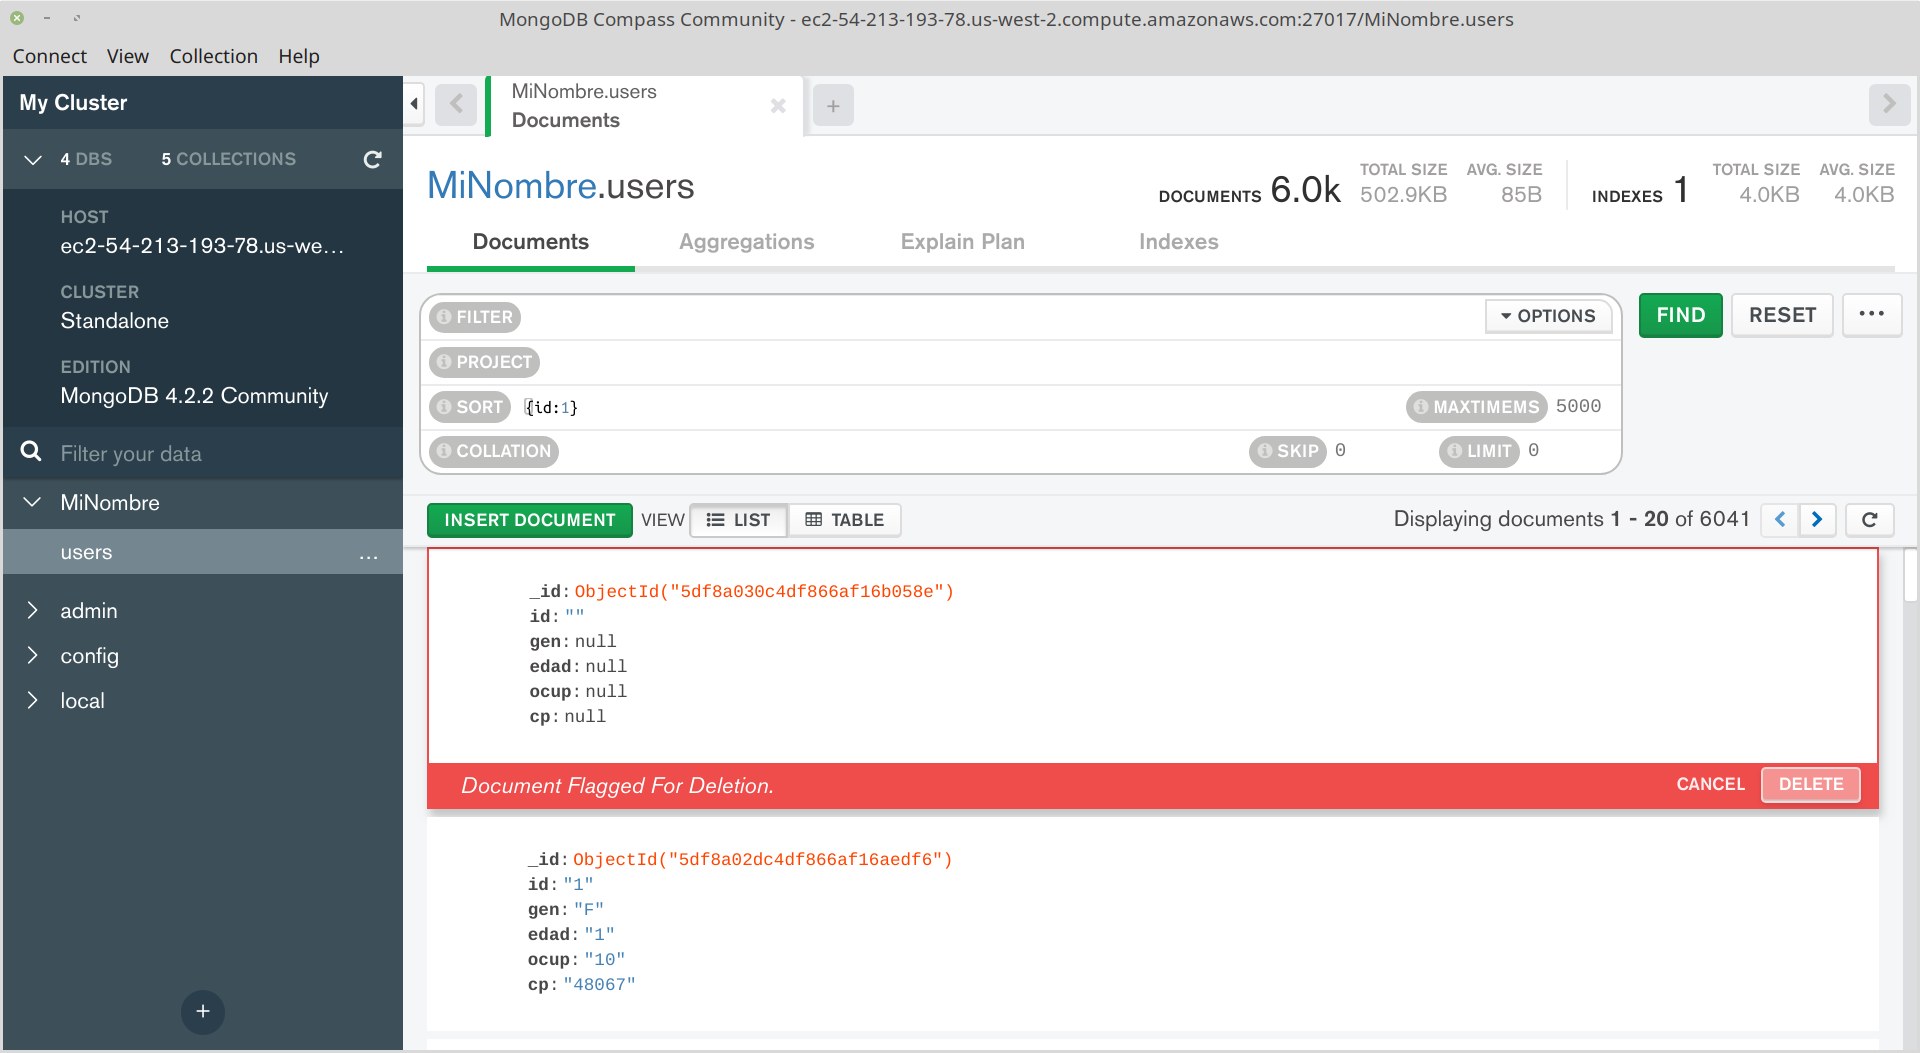 MongoDB Compass Community - ec2-54-213-193-78.us-west-2.compute.amazonaws.com:27017/MiNombre.users
Connect View Collection Help
My Cluster
4 DBS 5 COLLECTIONS
HOST
ec2-54-213-193-78.us-we...
CLUSTER
Standalone
EDITION
MongoDB 4.2.2 Community
Filter your data
MiNombre
users ...
admin
config
local
+
MiNombre.users
Documents
+
MiNombre.users
DOCUMENTS 6.0k TOTAL SIZE 502.9KB AVG. SIZE 85B INDEXES 1 TOTAL SIZE 4.0KB AVG. SIZE 4.0KB
Documents Aggregations Explain Plan Indexes
FILTER OPTIONS FIND RESET ...
PROJECT
SORT {id:1} MAXTIMEMS 5000
COLLATION SKIP 0 LIMIT 0
INSERT DOCUMENT VIEW LIST TABLE Displaying documents 1 - 20 of 6041
_id: ObjectId("5df8a030c4df866af16b058e")
id: ""
gen: null
edad: null
ocup: null
cp: null
Document Flagged For Deletion. CANCEL DELETE
_id: ObjectId("5df8a02dc4df866af16aedf6")
id: "1"
gen: "F"
edad: "1"
ocup: "10"
cp: "48067"